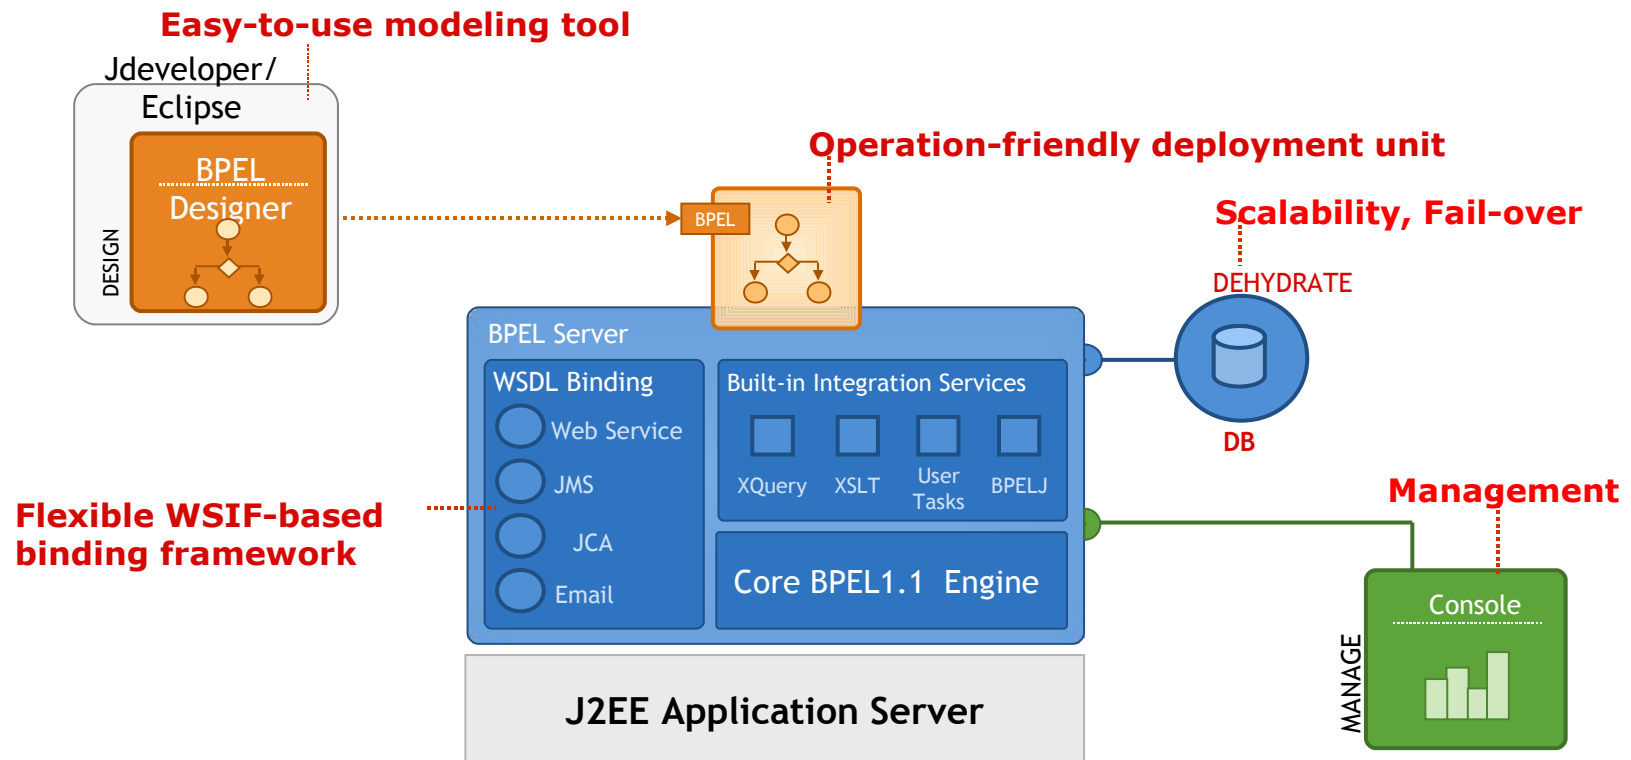 Easy-to-use modeling tool
Jdeveloper/
Eclipse
BPEL
Designer
DESIGN
Operation-friendly deployment unit
BPEL
Scalability, Fail-over
DEHYDRATE
DB
BPEL Server
WSDL Binding
Web Service
JMS
JCA
Email
Built-in Integration Services
XQuery
XSLT
User
Tasks
BPELJ
Core BPEL1.1 Engine
Flexible WSIF-based
binding framework
Management
Console
MANAGE
J2EE Application Server